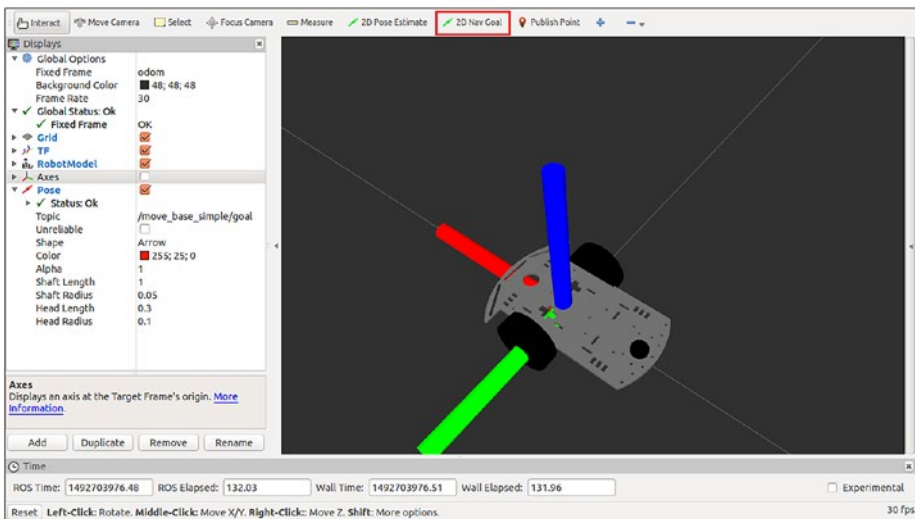 Interact Move Camera Select Focus Camera Measure 2D Pose Estimate 2D Nav Goal Publish Point
Displays
Global Options
Fixed Frame odom
Background Color 48; 48; 48
Frame Rate 30
Global Status: Ok
Fixed Frame OK
Grid
TF
RobotModel
Axes
Pose
Status: Ok
Topic /move_base_simple/goal
Unreliable
Shape Arrow
Color 255; 25; 0
Alpha 1
Shaft Length 1
Shaft Radius 0.05
Head Length 0.3
Head Radius 0.1
Axes
Displays an axis at the Target Frame's origin. More
Information.
Add Duplicate Remove Rename
Time
ROS Time: 1492703976.48 ROS Elapsed: 132.03 Wall Time: 1492703976.51 Wall Elapsed: 131.96 Experimental
Reset Left-Click: Rotate. Middle-Click: Move X/Y. Right-Click:: Move Z. Shift: More options. 30 fps